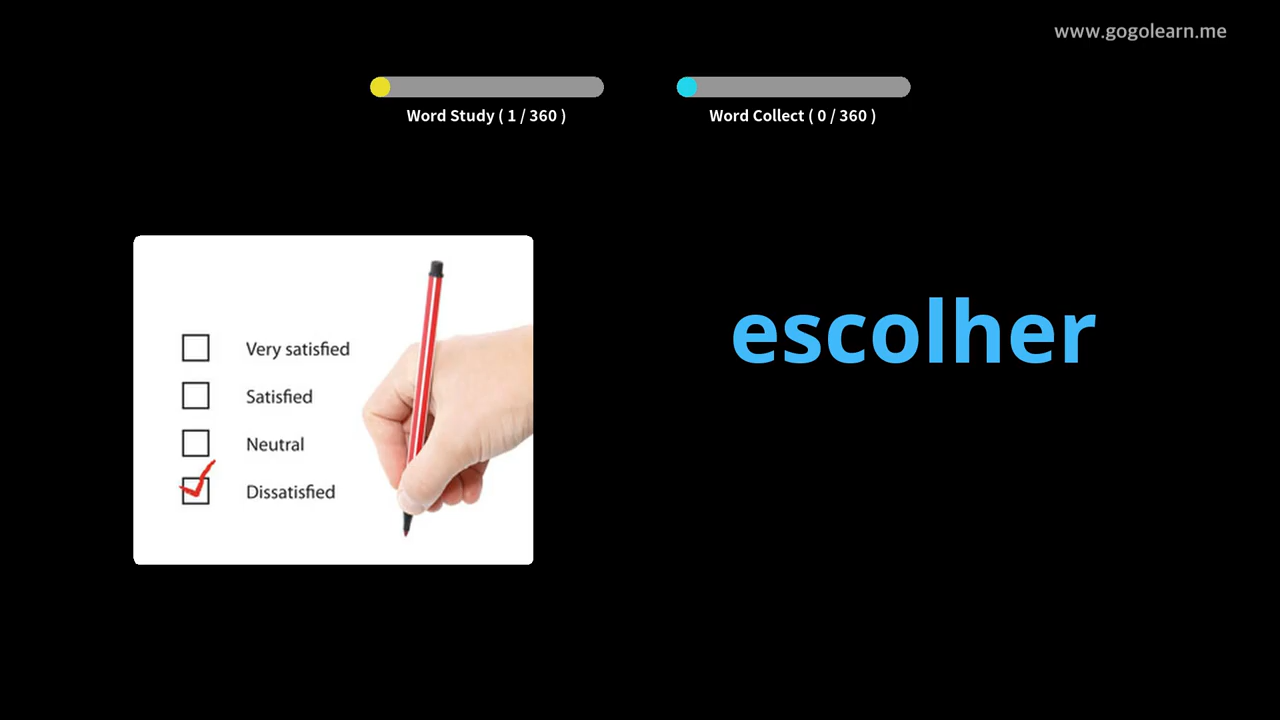 www.gogolearn.me
Word Study ( 1 / 360 )
Word Collect ( 0 / 360 )
escolher
Very satisfied
Satisfied
Neutral
Dissatisfied